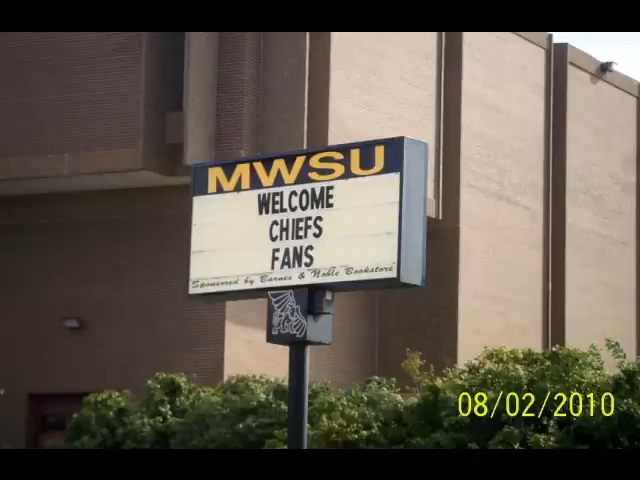 MWSU
WELCOME
CHIEFS
FANS
Sponsored by Barnes & Noble Bookstore
08/02/2010